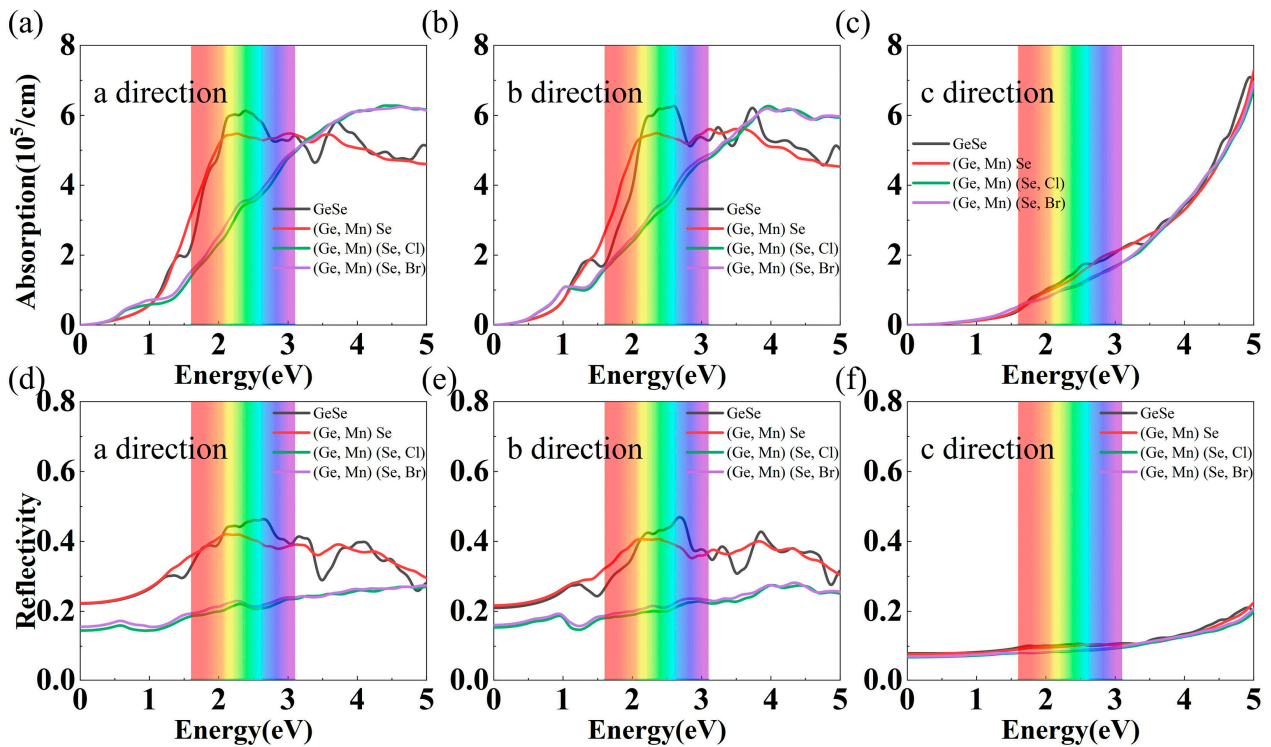 (a)
(b)
(c)
Absorption(10⁵/cm)
8
6
4
2
0
a direction
GeSe
(Ge, Mn) Se
(Ge, Mn) (Se, Cl)
(Ge, Mn) (Se, Br)
0 1 2 3 4 5
Energy(eV)
8
6
4
2
0
b direction
GeSe
(Ge, Mn) Se
(Ge, Mn) (Se, Cl)
(Ge, Mn) (Se, Br)
0 1 2 3 4 5
Energy(eV)
8
6
4
2
0
c direction
GeSe
(Ge, Mn) Se
(Ge, Mn) (Se, Cl)
(Ge, Mn) (Se, Br)
0 1 2 3 4 5
Energy(eV)
(d)
(e)
(f)
Reflectivity
0.8
0.6
0.4
0.2
0.0
a direction
GeSe
(Ge, Mn) Se
(Ge, Mn) (Se, Cl)
(Ge, Mn) (Se, Br)
0 1 2 3 4 5
Energy(eV)
0.8
0.6
0.4
0.2
0.0
b direction
GeSe
(Ge, Mn) Se
(Ge, Mn) (Se, Cl)
(Ge, Mn) (Se, Br)
0 1 2 3 4 5
Energy(eV)
0.8
0.6
0.4
0.2
0.0
c direction
GeSe
(Ge, Mn) Se
(Ge, Mn) (Se, Cl)
(Ge, Mn) (Se, Br)
0 1 2 3 4 5
Energy(eV)